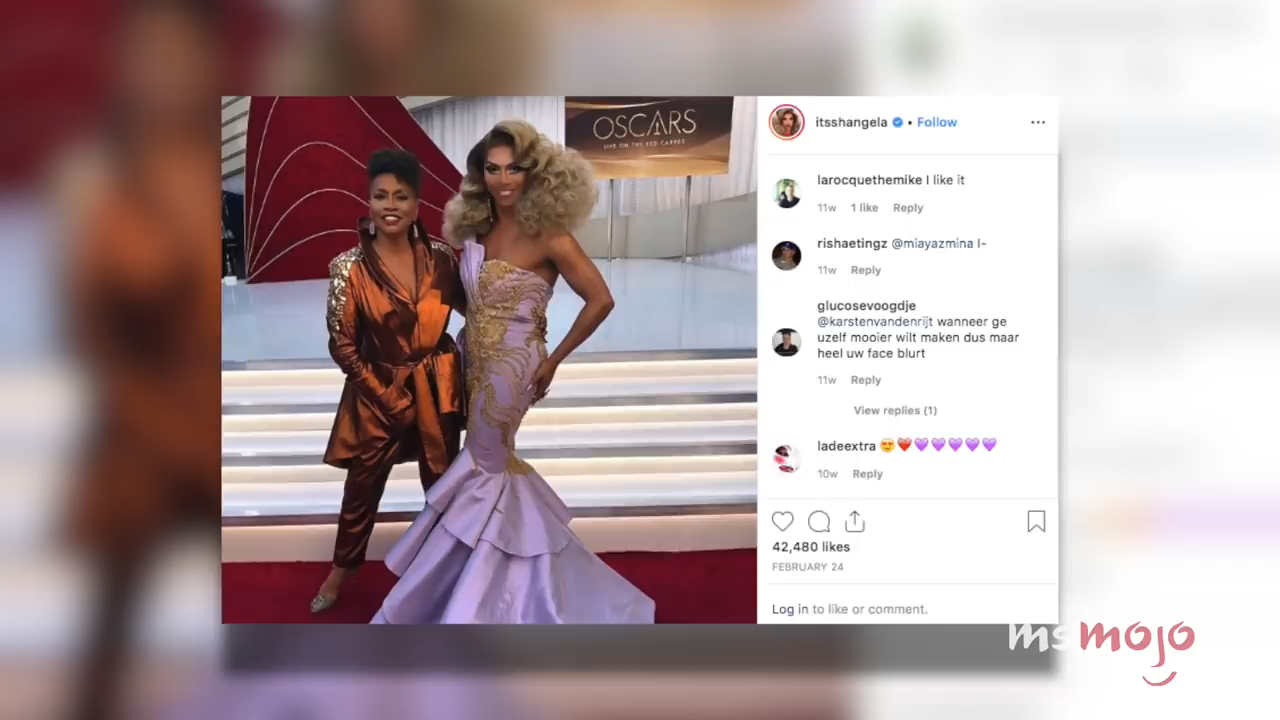 OSCARS
LIVE ON THE RED CARPET
itsshangela • Follow
larocquethemike I like it
11w 1 like Reply
rishaetingz @miayazmina I-
11w Reply
glucosevoogdje
@karstenvandenrijt wanneer ge
uzelf mooier wilt maken dus maar
heel uw face blurt
11w Reply
View replies (1)
ladeextra 😍❤️💜💜💜💜💜
10w Reply
42,480 likes
FEBRUARY 24
Log in to like or comment.
msmojo